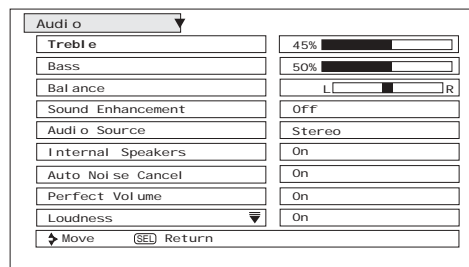 Audio
Treble 45%
Bass 50%
Balance L R
Sound Enhancement Off
Audio Source Stereo
Internal Speakers On
Auto Noise Cancel On
Perfect Volume On
Loudness On
Move SEL Return